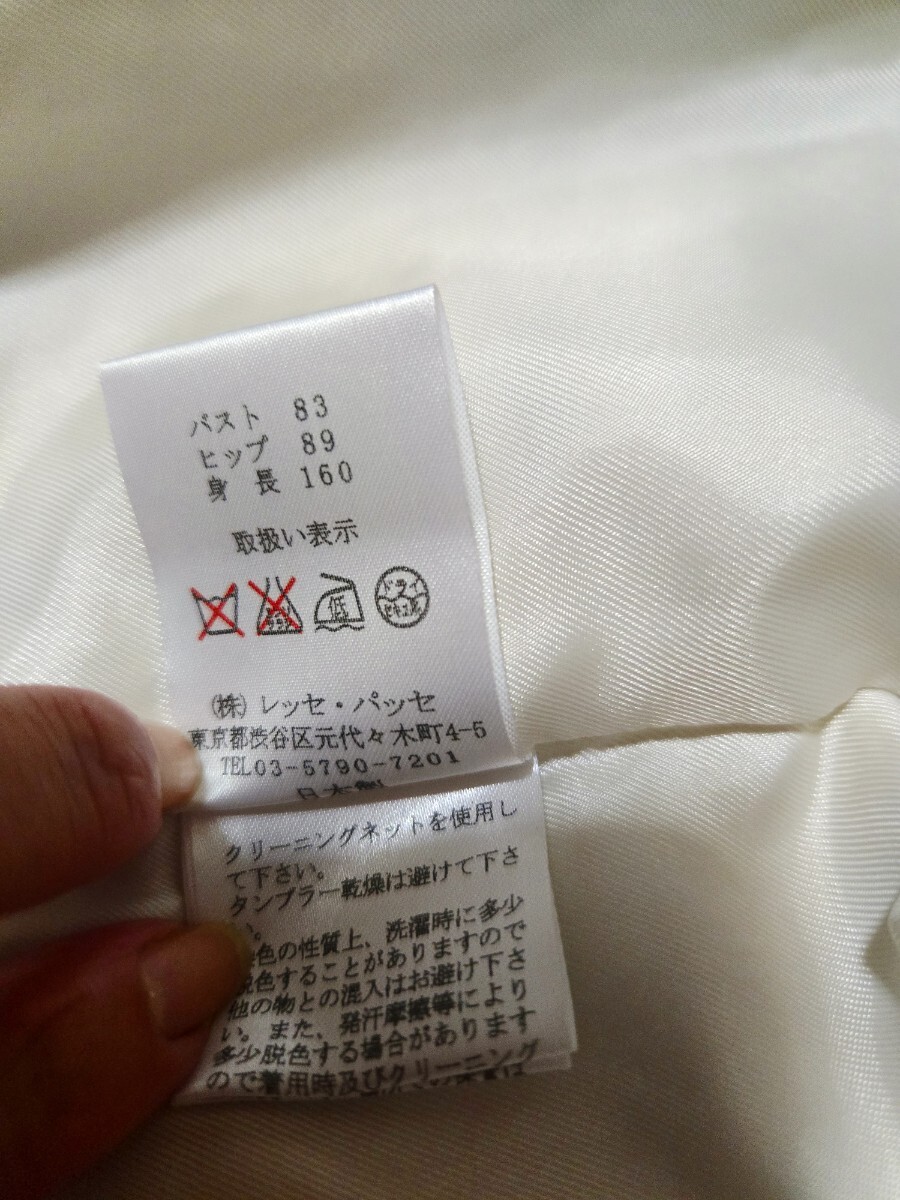 バスト 83
ヒップ 89
身長 160
取扱い表示
低
ドライ
セキユ系
(株)レッセ・パッセ
東京都渋谷区元代々木町4-5
TEL03-5790-7201
日本製
クリーニングネットを使用し
て下さい。
タンブラー乾燥は避けて下さ
い。
色の性質上、洗濯時に多少
脱色することがありますので
他の物との混入はお避け下さ
い。また、発汗摩擦等により
多少脱色する場合があります
ので着用時及びクリーニング